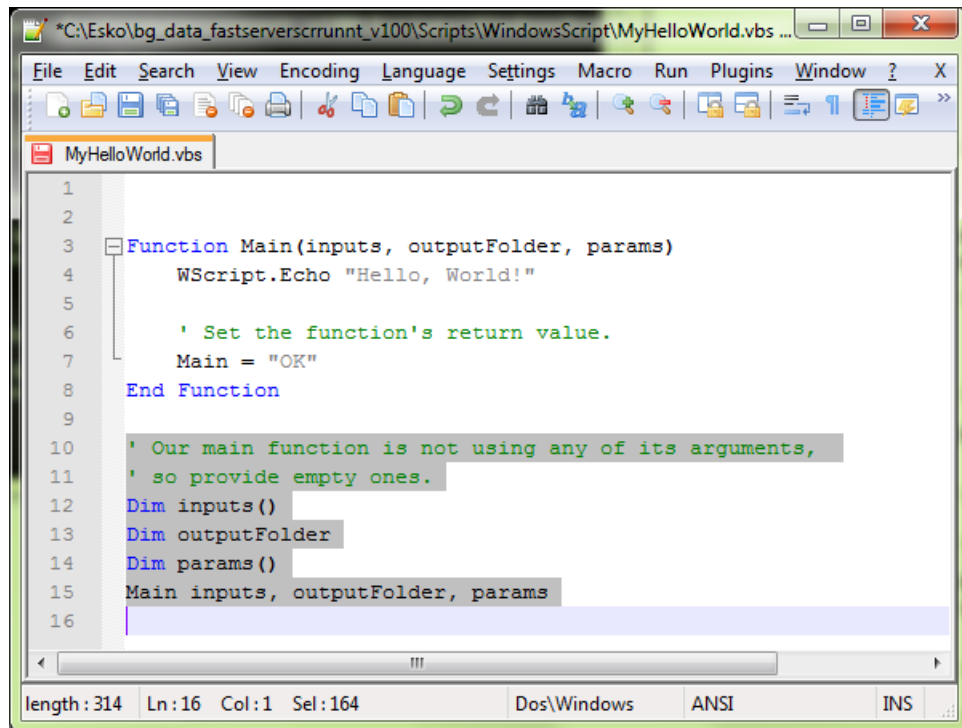 *C:\Esko\bg_data_fastserverscrrunnt_v100\Scripts\WindowsScript\MyHelloWorld.vbs ...
File Edit Search View Encoding Language Settings Macro Run Plugins Window ? X
MyHelloWorld.vbs
1
2
3 Function Main(inputs, outputFolder, params)
4 WScript.Echo "Hello, World!"
5
6 ' Set the function's return value.
7 Main = "OK"
8 End Function
9
10 ' Our main function is not using any of its arguments,
11 ' so provide empty ones.
12 Dim inputs()
13 Dim outputFolder
14 Dim params()
15 Main inputs, outputFolder, params
16
length : 314 Ln : 16 Col : 1 Sel : 164 Dos\Windows ANSI INS